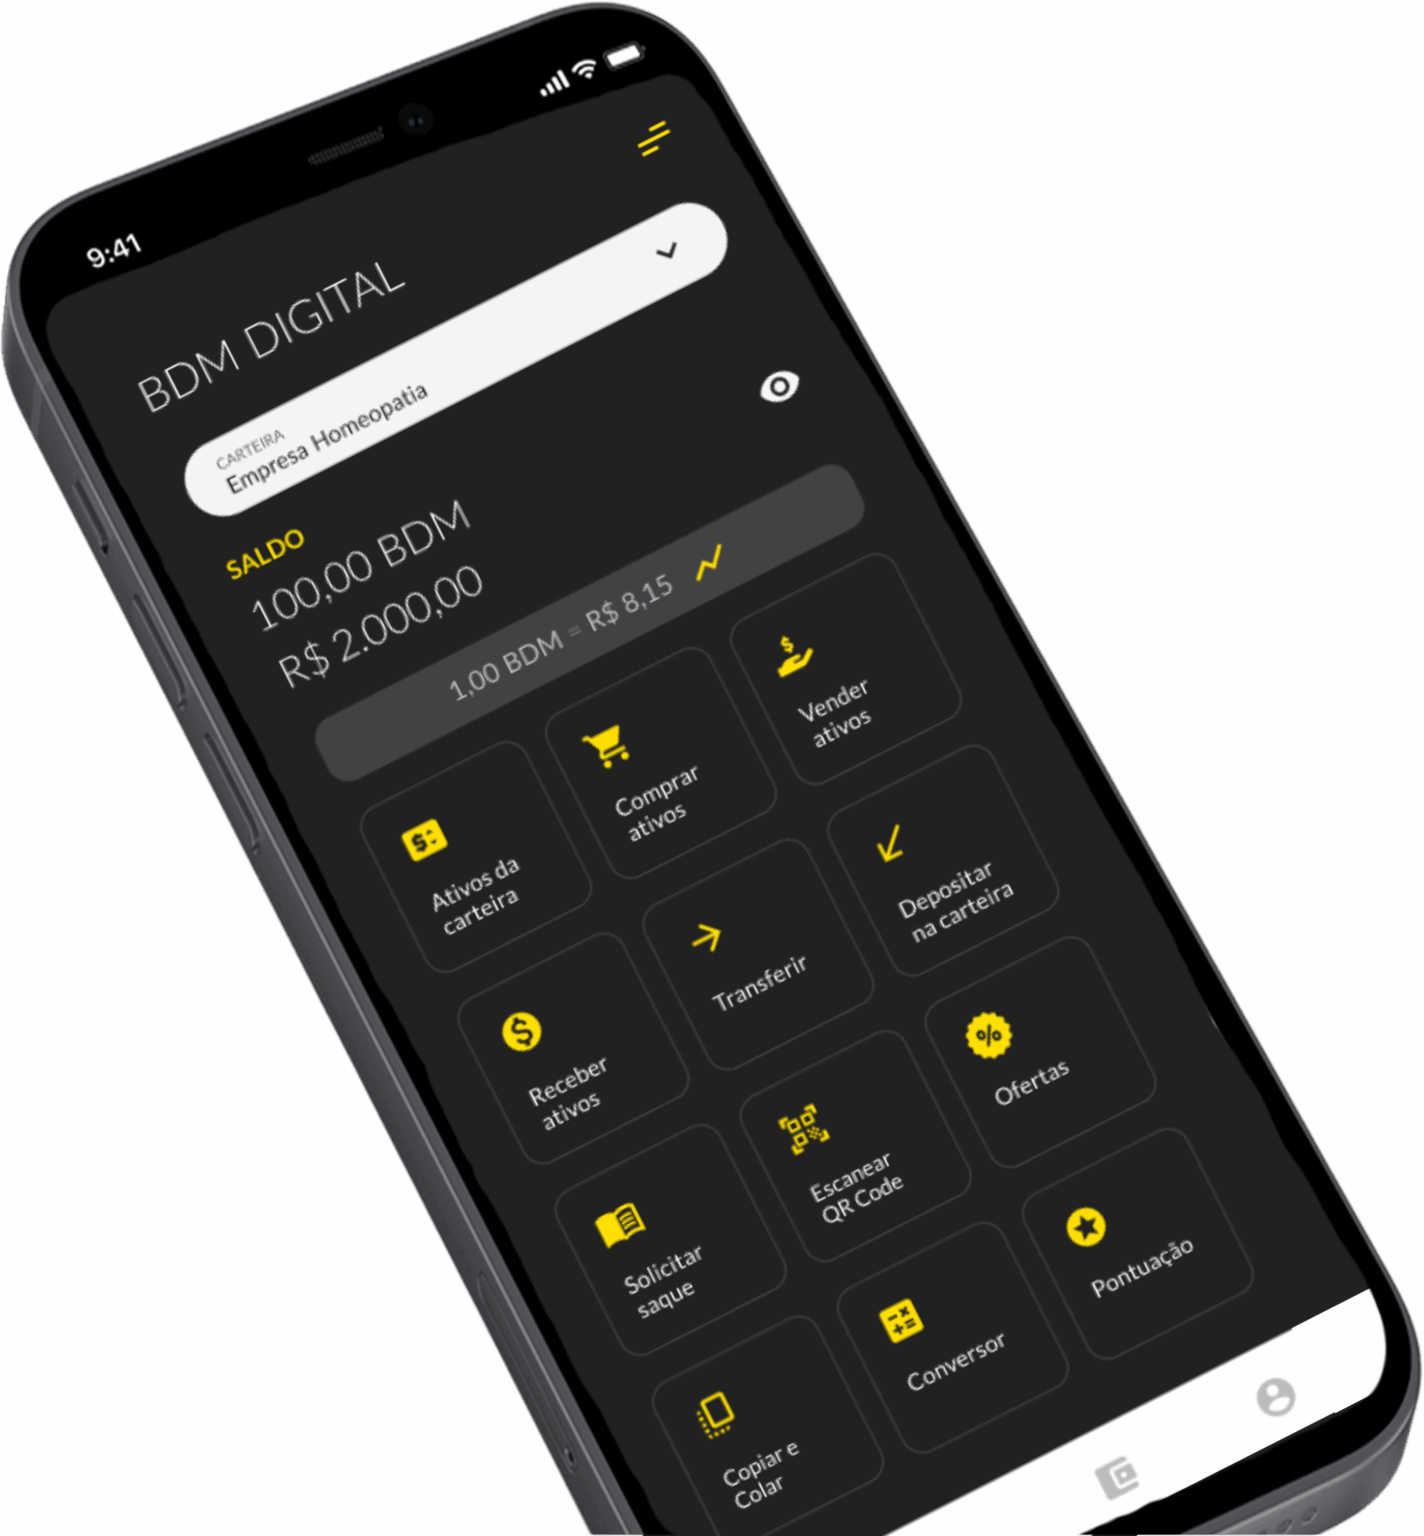 9:41
BDM DIGITAL
CARTEIRA
Empresa Homeopatia
SALDO
100,00 BDM
R$ 2.000,00
1,00 BDM = R$ 8,15
Ativos da
carteira
Comprar
ativos
Vender
ativos
Receber
ativos
Transferir
Depositar
na carteira
Solicitar
saque
Escanear
QR Code
Ofertas
Copiar e
Colar
Conversor
Pontuação